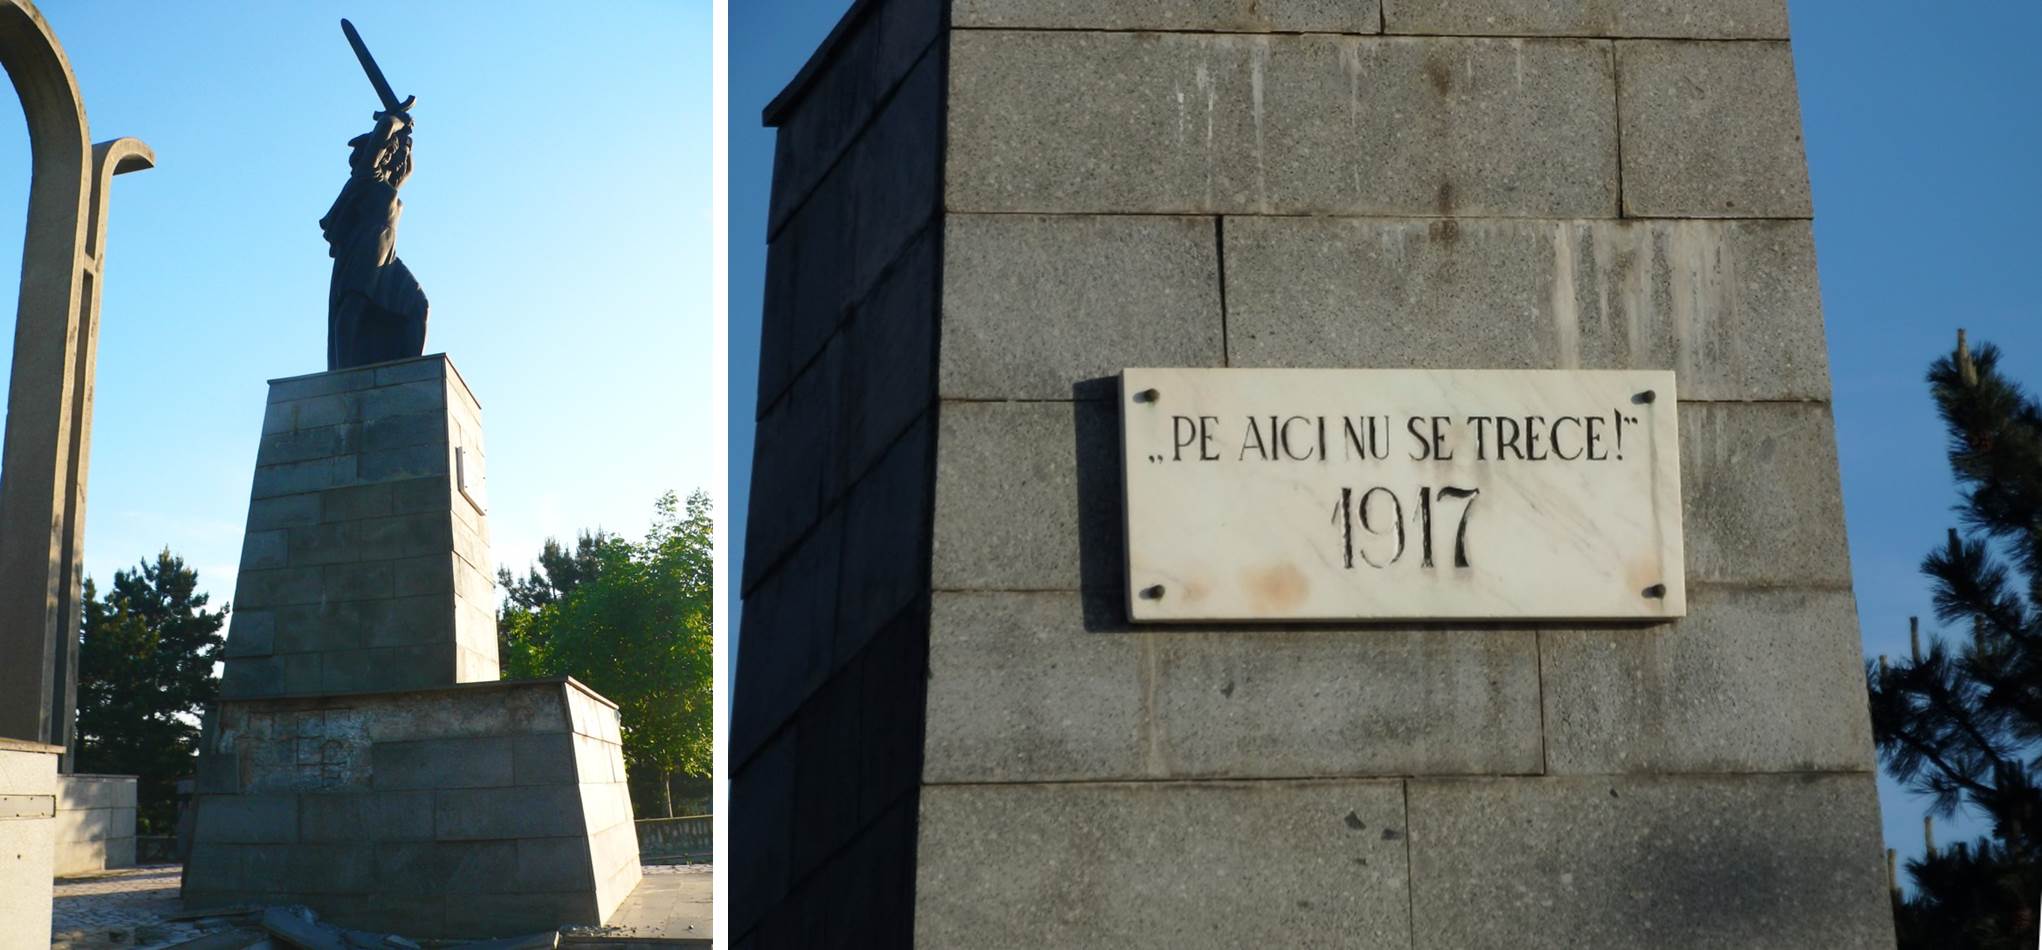 „PE AICI NU SE TRECE!”
1917